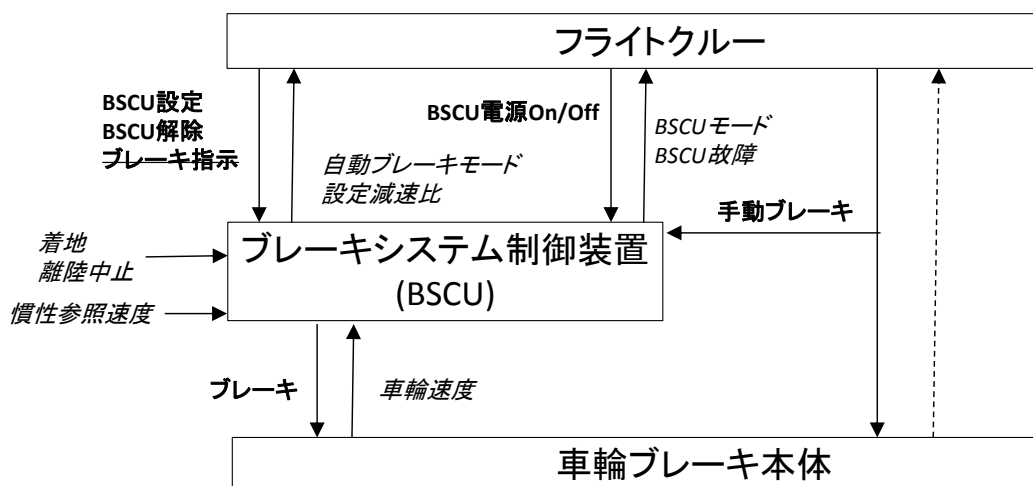 フライトクルー
BSCU設定
BSCU解除
ブレーキ指示
自動ブレーキモード
設定減速比
BSCU電源On/Off
BSCUモード
BSCU故障
手動ブレーキ
着地
離陸中止
慣性参照速度
ブレーキシステム制御装置
(BSCU)
ブレーキ
車輪速度
車輪ブレーキ本体